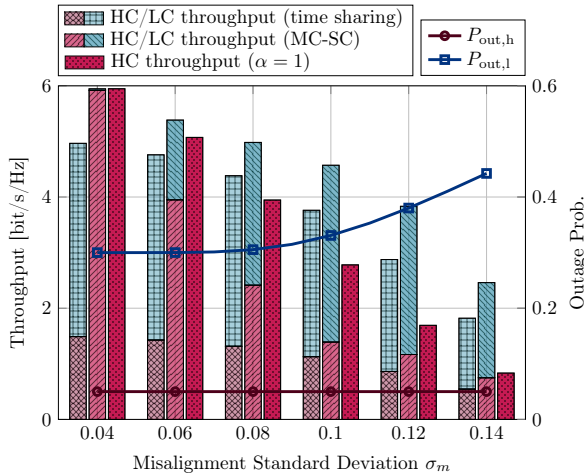 HC/LC throughput (time sharing)
HC/LC throughput (MC-SC)
HC throughput (α = 1)
P_out,h
P_out,l
6
4
2
0
Throughput [bit/s/Hz]
0.6
0.4
0.2
0
Outage Prob.
0.04 0.06 0.08 0.1 0.12 0.14
Misalignment Standard Deviation σ_m